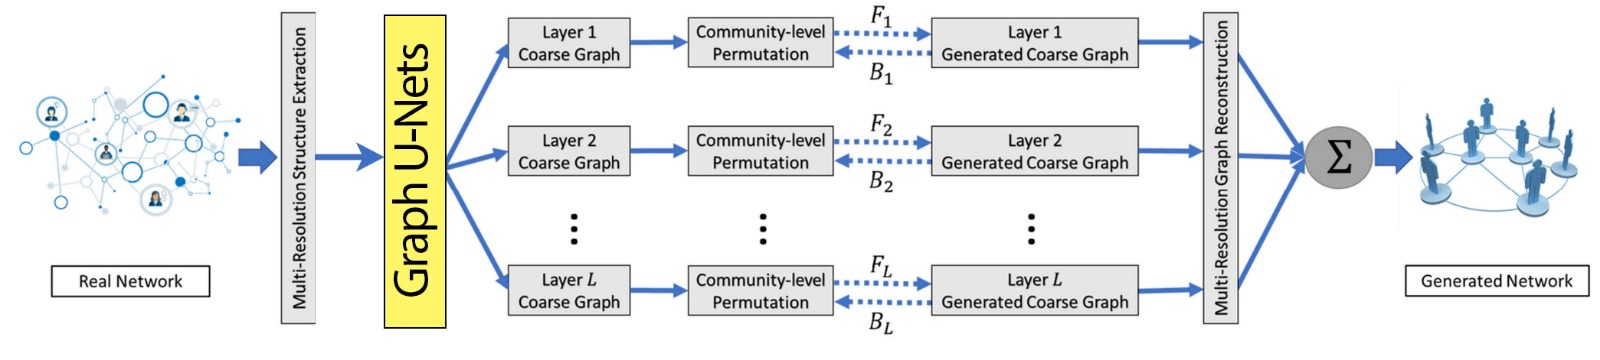 Real Network
Multi-Resolution Structure Extraction
Graph U-Nets
Layer 1
Coarse Graph
Community-level
Permutation
F₁
B₁
Layer 1
Generated Coarse Graph
Layer 2
Coarse Graph
Community-level
Permutation
F₂
B₂
Layer 2
Generated Coarse Graph
Layer L
Coarse Graph
Community-level
Permutation
F_L
B_L
Layer L
Generated Coarse Graph
Multi-Resolution Graph Reconstruction
Σ
Generated Network